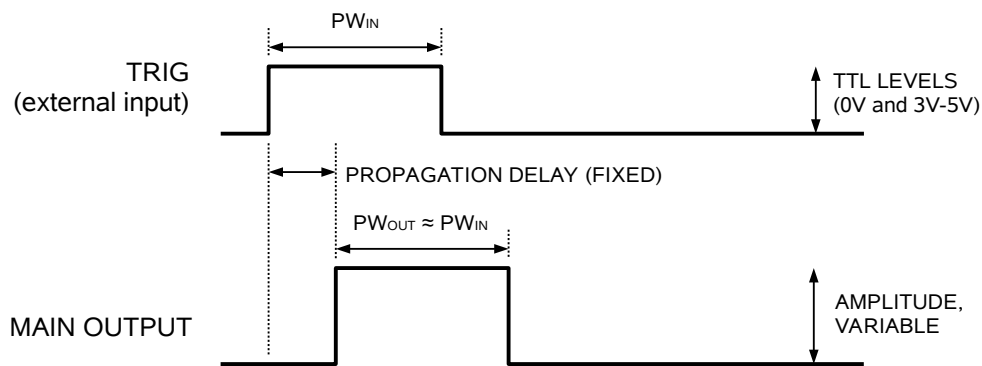 PWIN
TRIG
(external input)
TTL LEVELS
(0V and 3V-5V)
PROPAGATION DELAY (FIXED)
PWOUT ≈ PWIN
MAIN OUTPUT
AMPLITUDE,
VARIABLE